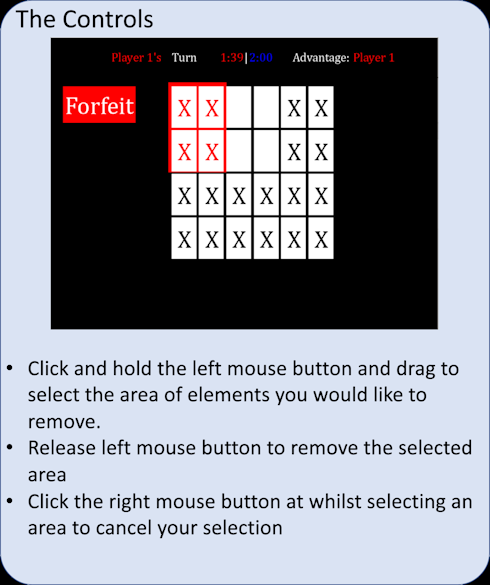 The Controls
Player 1's Turn 1:39|2:00 Advantage: Player 1
Forfeit
X X X X
X X X X
X X X X X X
X X X X X X
• Click and hold the left mouse button and drag to
select the area of elements you would like to
remove.
• Release left mouse button to remove the selected
area
• Click the right mouse button at whilst selecting an
area to cancel your selection